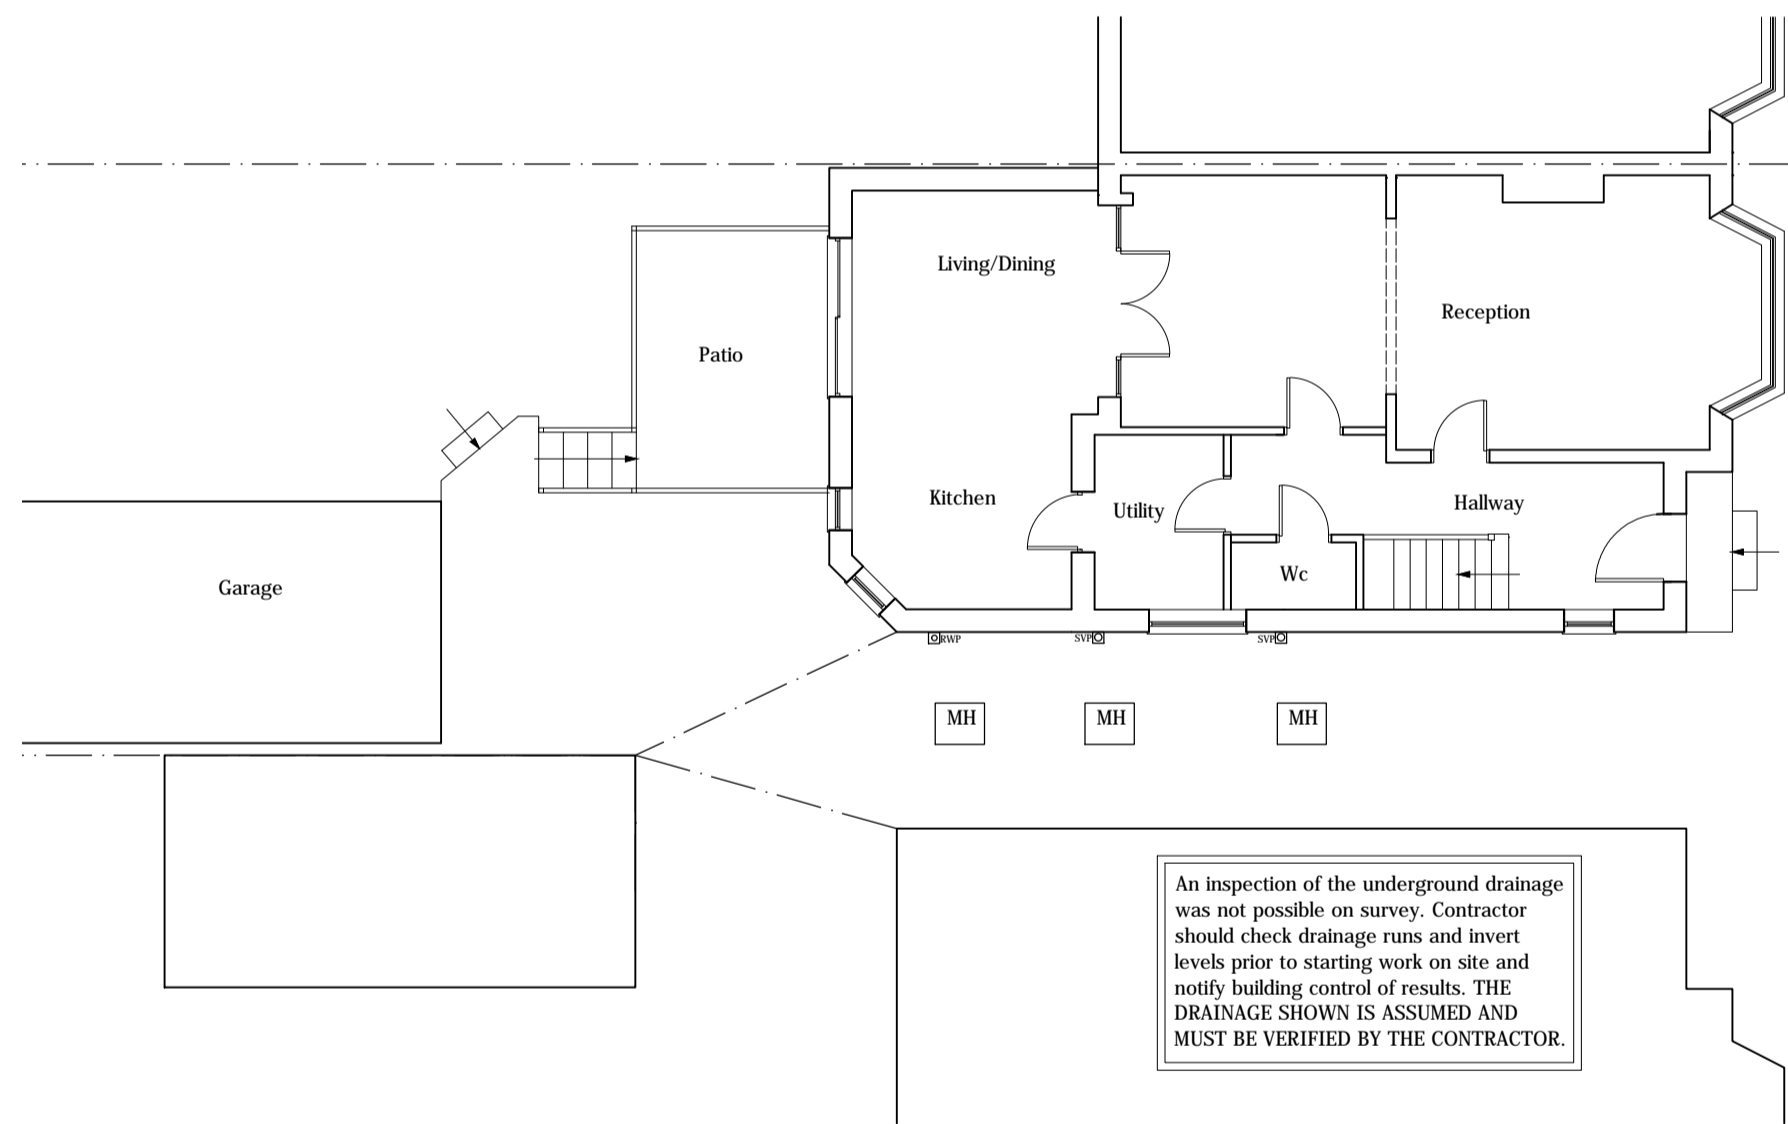 Living/Dining
Reception
Patio
Kitchen
Utility
Hallway
Wc
Garage
RWP
SVP
SVP
MH
MH
MH
An inspection of the underground drainage
was not possible on survey. Contractor
should check drainage runs and invert
levels prior to starting work on site and
notify building control of results. THE
DRAINAGE SHOWN IS ASSUMED AND
MUST BE VERIFIED BY THE CONTRACTOR.